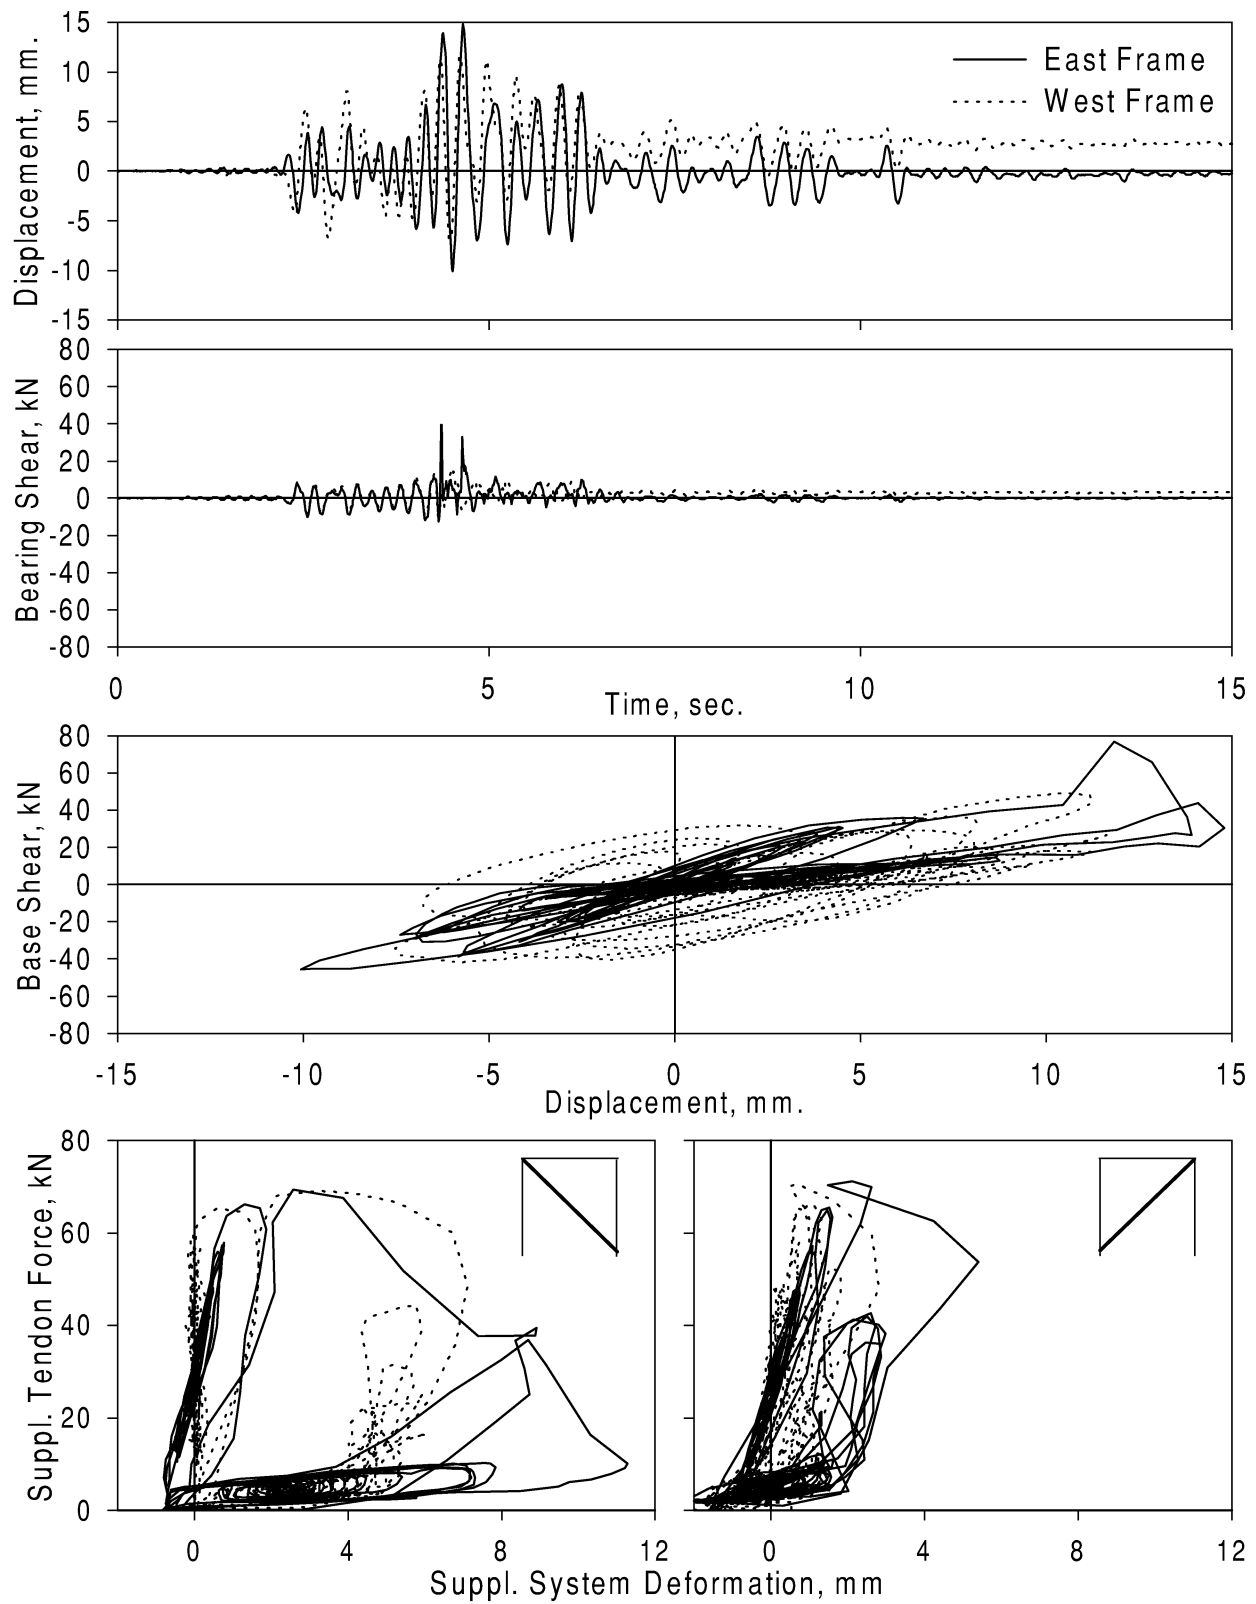 Displacement, mm.
15
10
5
0
-5
-10
-15
East Frame
West Frame
Bearing Shear, kN
80
60
40
20
0
-20
-40
-60
-80
0 5 10 15
Time, sec.
Base Shear, kN
80
60
40
20
0
-20
-40
-60
-80
-15 -10 -5 0 5 10 15
Displacement, mm.
Suppl. Tendon Force, kN
80
60
40
20
0
0 4 8 12 0 4 8 12
Suppl. System Deformation, mm